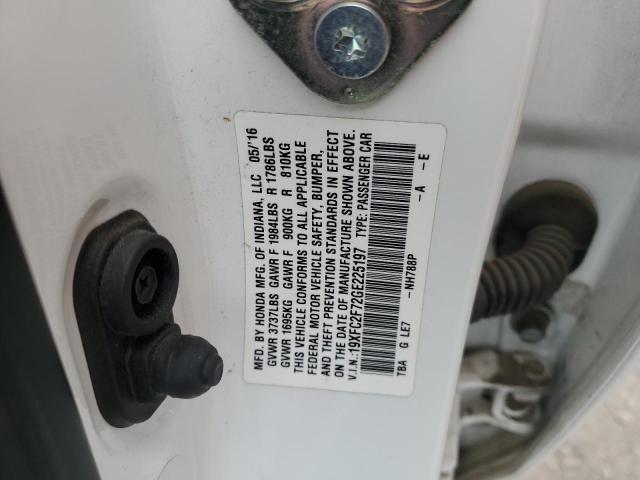 MFD. BY HONDA MFG. OF INDIANA, LLC 05/'16
GVWR 3737LBS GAWR F 1984LBS R 1786LBS
GVWR 1695KG GAWR F 900KG R 810KG
THIS VEHICLE CONFORMS TO ALL APPLICABLE
FEDERAL MOTOR VEHICLE SAFETY, BUMPER,
AND THEFT PREVENTION STANDARDS IN EFFECT
ON THE DATE OF MANUFACTURE SHOWN ABOVE.
V.I.N.:19XFC2F72GE225197 TYPE: PASSENGER CAR
TBA G LE7 –NH788P –A –E